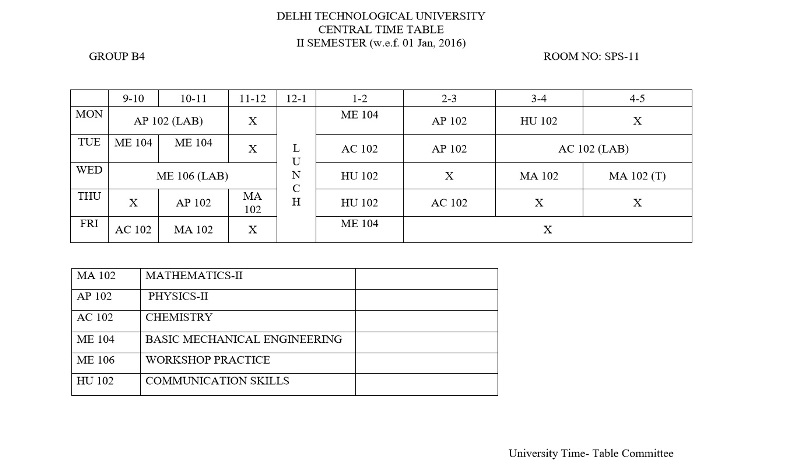 DELHI TECHNOLOGICAL UNIVERSITY
CENTRAL TIME TABLE
II SEMESTER (w.e.f. 01 Jan, 2016)
GROUP B4 ROOM NO: SPS-11
9-10 10-11 11-12 12-1 1-2 2-3 3-4 4-5
MON AP 102 (LAB) X L U N C H ME 104 AP 102 HU 102 X
TUE ME 104 ME 104 X AC 102 AP 102 AC 102 (LAB)
WED ME 106 (LAB) HU 102 X MA 102 MA 102 (T)
THU X AP 102 MA 102 HU 102 AC 102 X X
FRI AC 102 MA 102 X ME 104 X
MA 102 MATHEMATICS-II
AP 102 PHYSICS-II
AC 102 CHEMISTRY
ME 104 BASIC MECHANICAL ENGINEERING
ME 106 WORKSHOP PRACTICE
HU 102 COMMUNICATION SKILLS
University Time- Table Committee